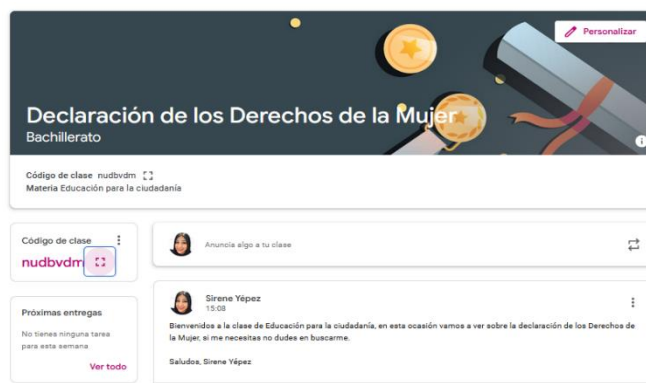 Personalizar
Declaración de los Derechos de la Mujer
Bachillerato
Código de clase nudbvdm
Materia Educación para la ciudadanía
Código de clase
nudbvdm
Anuncia algo a tu clase
Próximas entregas
No tienes ninguna tarea
para esta semana
Ver todo
Sirene Yépez
15:08
Bienvenidos a la clase de Educación para la ciudadanía, en esta ocasión vamos a ver sobre la declaración de los Derechos de
la Mujer, si me necesitas no dudes en buscarme.
Saludos, Sirene Yépez